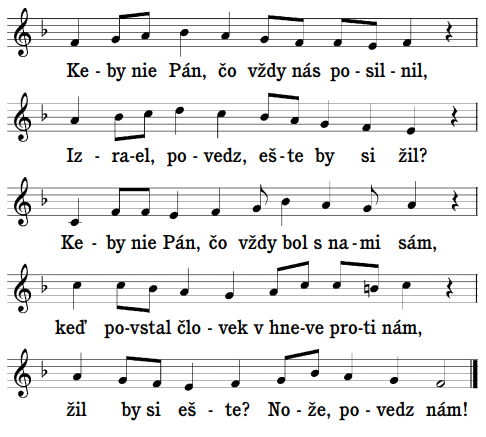 Ke - by nie Pán, čo vždy nás po - sil - nil,
Iz - ra-el, po - vedz, eš - te by si žil?
Ke - by nie Pán, čo vždy bol s na - mi sám,
keď po-vstal člo - vek v hne-ve pro-ti nám,
žil by si eš - te? No - že, po - vedz nám!